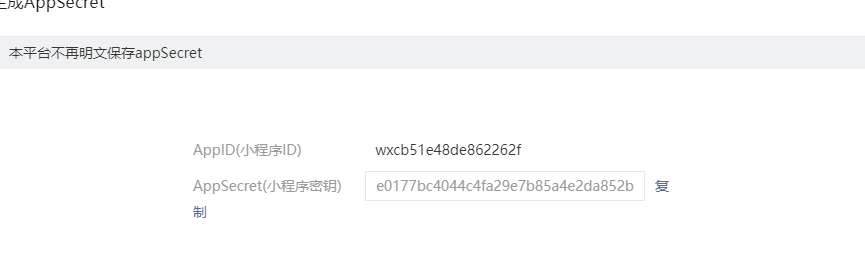 生成AppSecret
本平台不再明文保存appSecret
AppID(小程序ID) wxcb51e48de862262f
AppSecret(小程序密钥) e0177bc4044c4fa29e7b85a4e2da852b 复
制